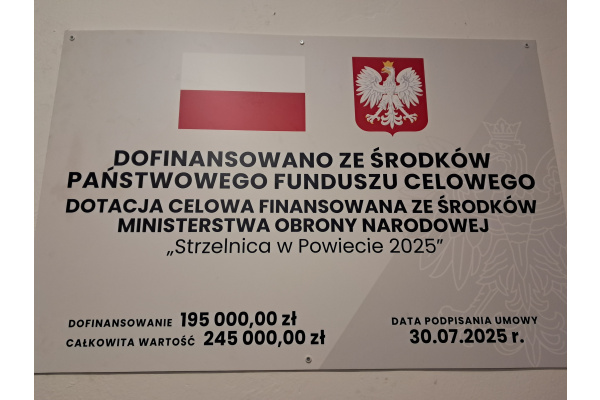 DOFINANSOWANO ZE ŚRODKÓW
PAŃSTWOWEGO FUNDUSZU CELOWEGO
DOTACJA CELOWA FINANSOWANA ZE ŚRODKÓW
MINISTERSTWA OBRONY NARODOWEJ
„Strzelnica w Powiecie 2025”
DOFINANSOWANIE 195 000,00 zł
CAŁKOWITA WARTOŚĆ 245 000,00 zł
DATA PODPISANIA UMOWY
30.07.2025 r.